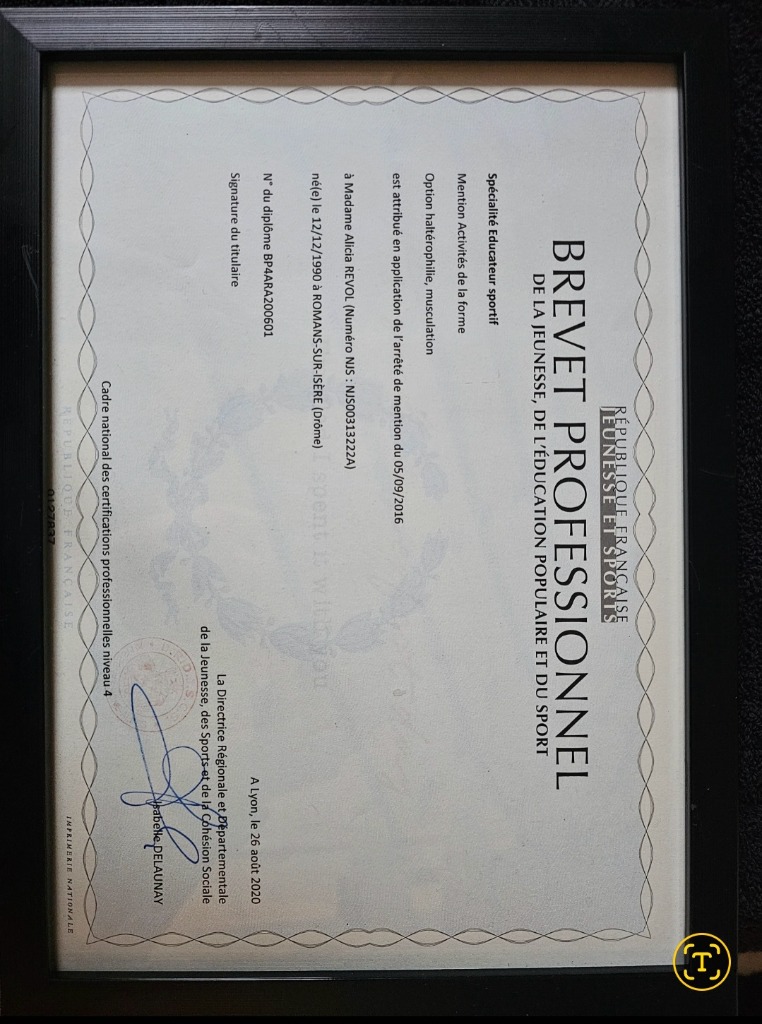 RÉPUBLIQUE FRANÇAISE
JEUNESSE ET SPORTS
BREVET PROFESSIONNEL
DE LA JEUNESSE, DE L'ÉDUCATION POPULAIRE ET DU SPORT
Spécialité Educateur sportif
Mention Activités de la forme
Option haltérophilie, musculation
est attribué en application de l'arrêté de mention du 05/09/2016
à Madame Alicia REVOL (Numéro NJS : NJS00313222A)
né(e) le 12/12/1990 à ROMANS-SUR-ISÈRE (Drôme)
N° du diplôme BP4ARA200601
Signature du titulaire
A Lyon, le 26 août 2020
La Directrice Régionale et Départementale
de la Jeunesse, des Sports et de la Cohésion Sociale
Isabelle DELAUNAY
Cadre national des certifications professionnelles niveau 4
RÉPUBLIQUE FRANÇAISE
IMPRIMERIE NATIONALE
T